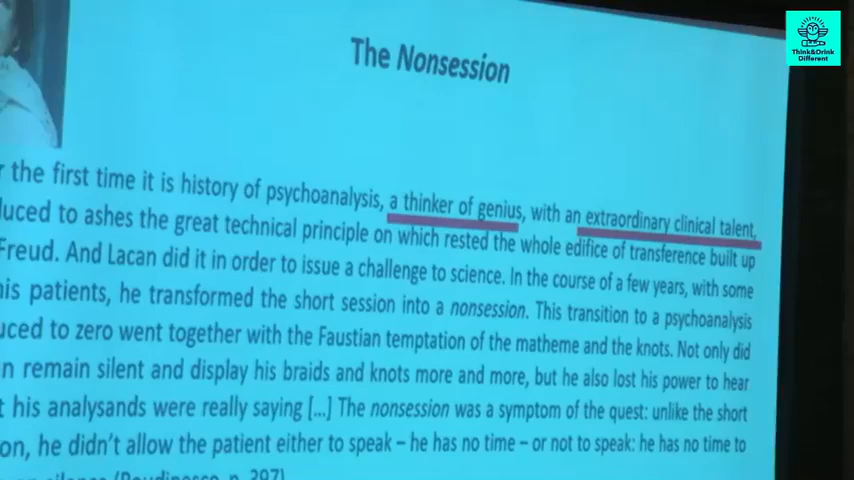 The Nonsession
the first time it is history of psychoanalysis, a thinker of genius, with an extraordinary clinical talent,
duced to ashes the great technical principle on which rested the whole edifice of transference built up
Freud. And Lacan did it in order to issue a challenge to science. In the course of a few years, with some
his patients, he transformed the short session into a nonsession. This transition to a psychoanalysis
uced to zero went together with the Faustian temptation of the matheme and the knots. Not only did
n remain silent and display his braids and knots more and more, but he also lost his power to hear
t his analysands were really saying [...] The nonsession was a symptom of the quest: unlike the short
on, he didn't allow the patient either to speak – he has no time – or not to speak: he has no time to
Think&Drink
Different